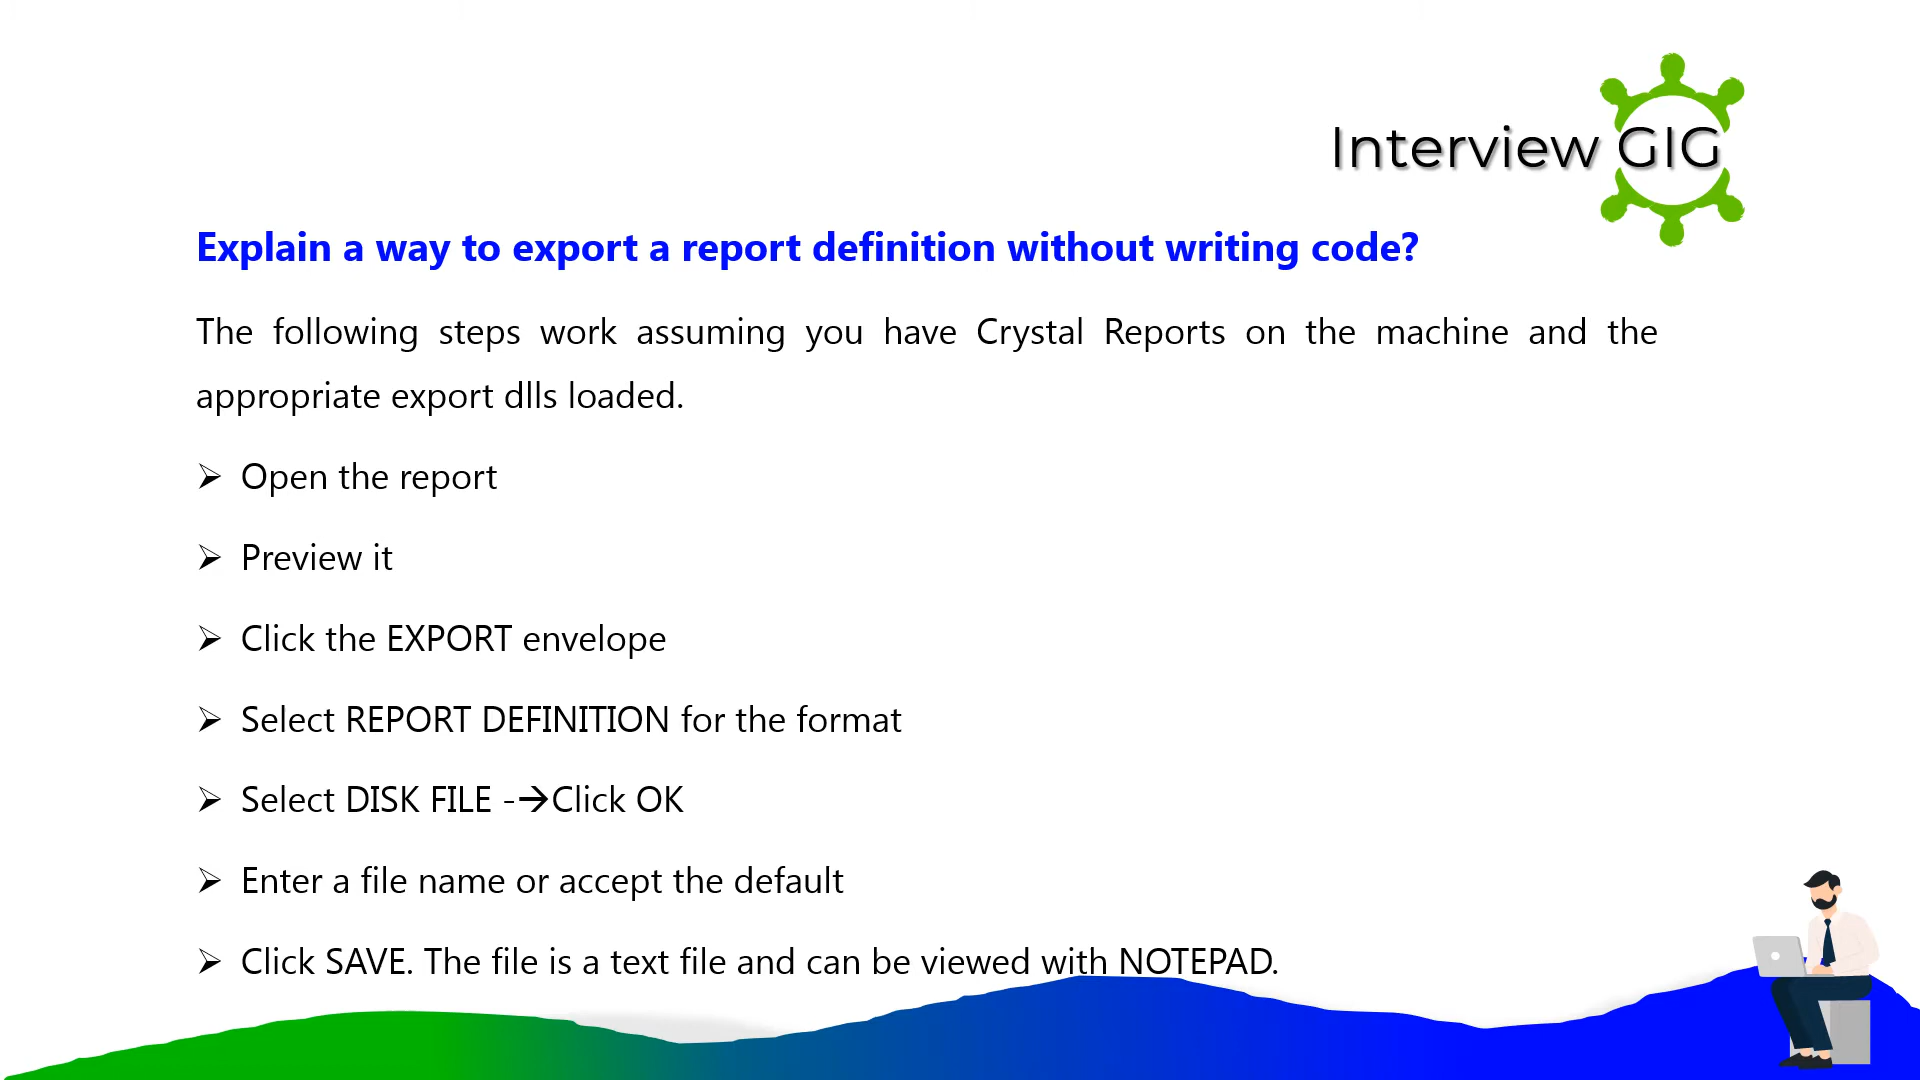 Interview GIG
Explain a way to export a report definition without writing code?
The following steps work assuming you have Crystal Reports on the machine and the
appropriate export dlls loaded.
➢ Open the report
➢ Preview it
➢ Click the EXPORT envelope
➢ Select REPORT DEFINITION for the format
➢ Select DISK FILE -→Click OK
➢ Enter a file name or accept the default
➢ Click SAVE. The file is a text file and can be viewed with NOTEPAD.